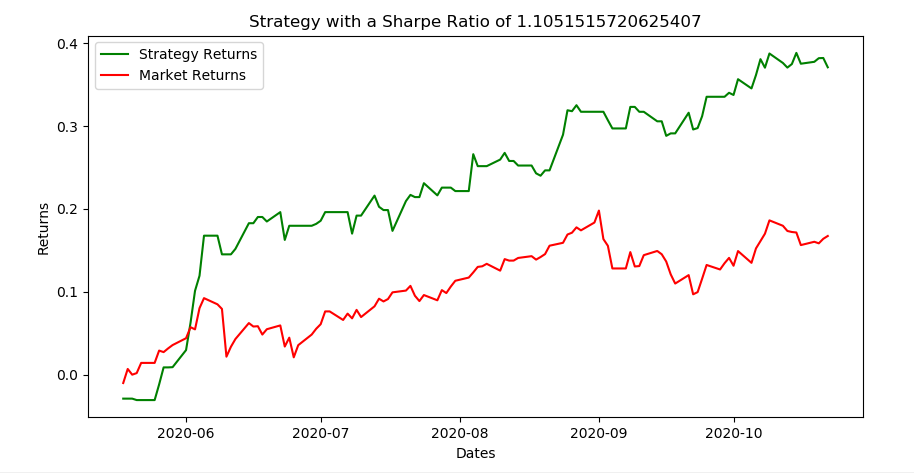 Strategy with a Sharpe Ratio of 1.1051515720625407
Strategy Returns
Market Returns
0.4
0.3
0.2
0.1
0.0
Returns
2020-06
2020-07
2020-08
2020-09
2020-10
Dates